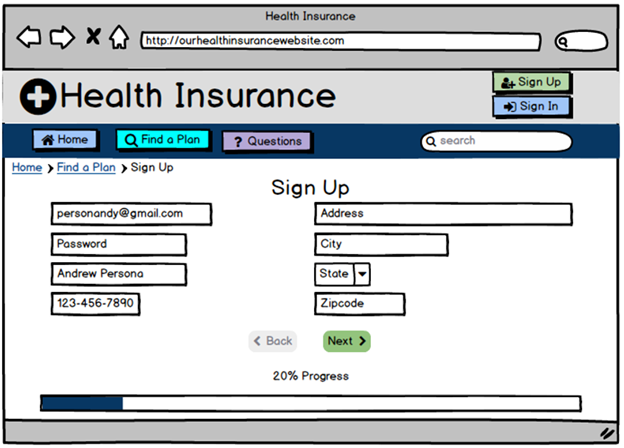 Health Insurance
http://ourhealthinsurancewebsite.com
Health Insurance
Sign Up
Sign In
Home
Find a Plan
? Questions
search
Home > Find a Plan > Sign Up
Sign Up
personandy@gmail.com
Password
Andrew Persona
123-456-7890
Address
City
State
Zipcode
< Back
Next >
20% Progress